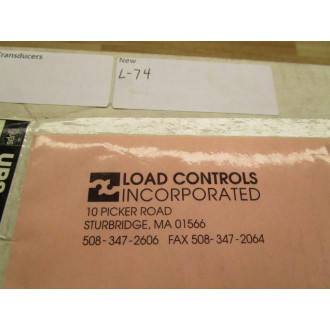 Transducers
New
L-74
UPS
LOAD CONTROLS
INCORPORATED
10 PICKER ROAD
STURBRIDGE, MA 01566
508-347-2606 FAX 508-347-2064